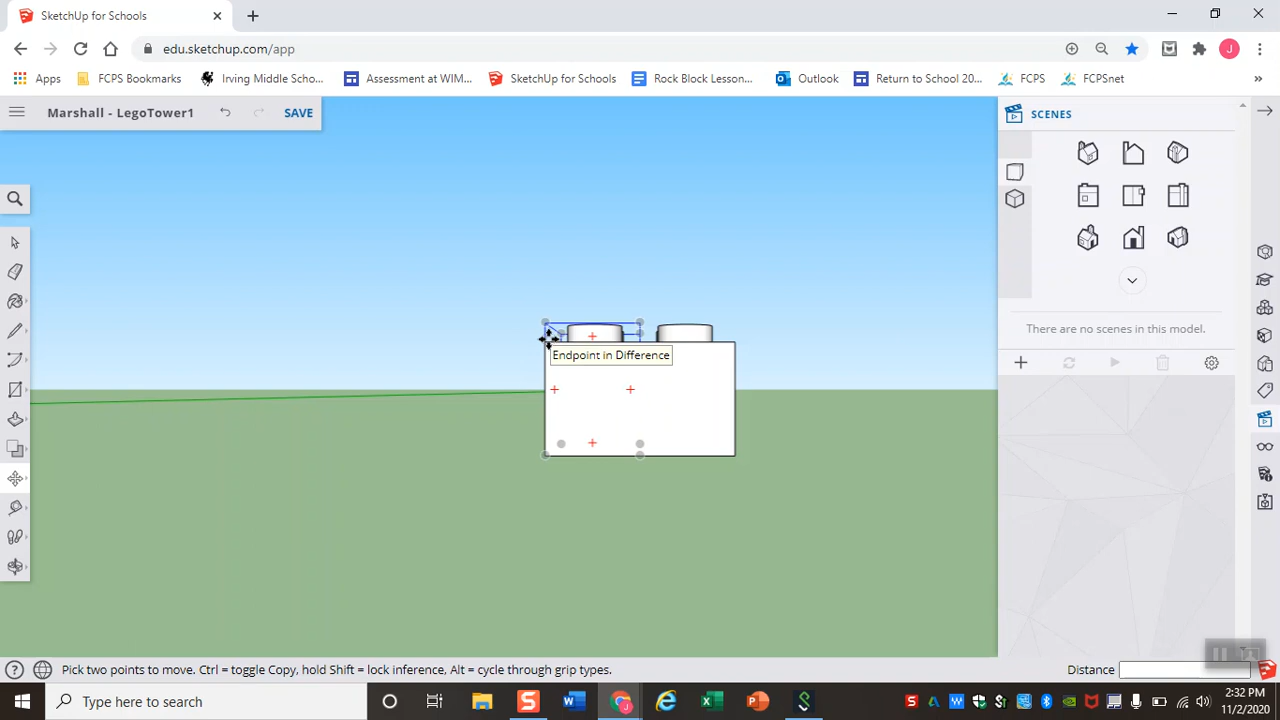 SketchUp for Schools
edu.sketchup.com/app
Apps FCPS Bookmarks Irving Middle Scho... Assessment at WIM... SketchUp for Schools Rock Block Lesson... Outlook Return to School 20... FCPS FCPSnet
Marshall - LegoTower1 SAVE
SCENES
There are no scenes in this model.
Endpoint in Difference
Pick two points to move. Ctrl = toggle Copy, hold Shift = lock inference, Alt = cycle through grip types. Distance
Type here to search
2:32 PM
11/2/2020